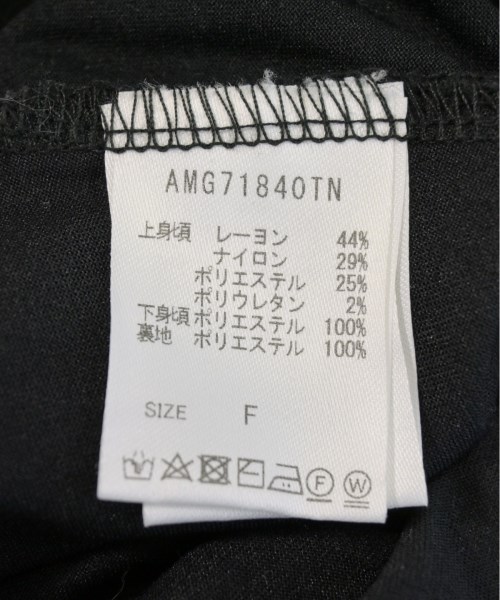 AMG71840TN
上身頃 レーヨン 44%
ナイロン 29%
ポリエステル 25%
ポリウレタン 2%
下身頃 ポリエステル 100%
裏地 ポリエステル 100%
SIZE F
F W